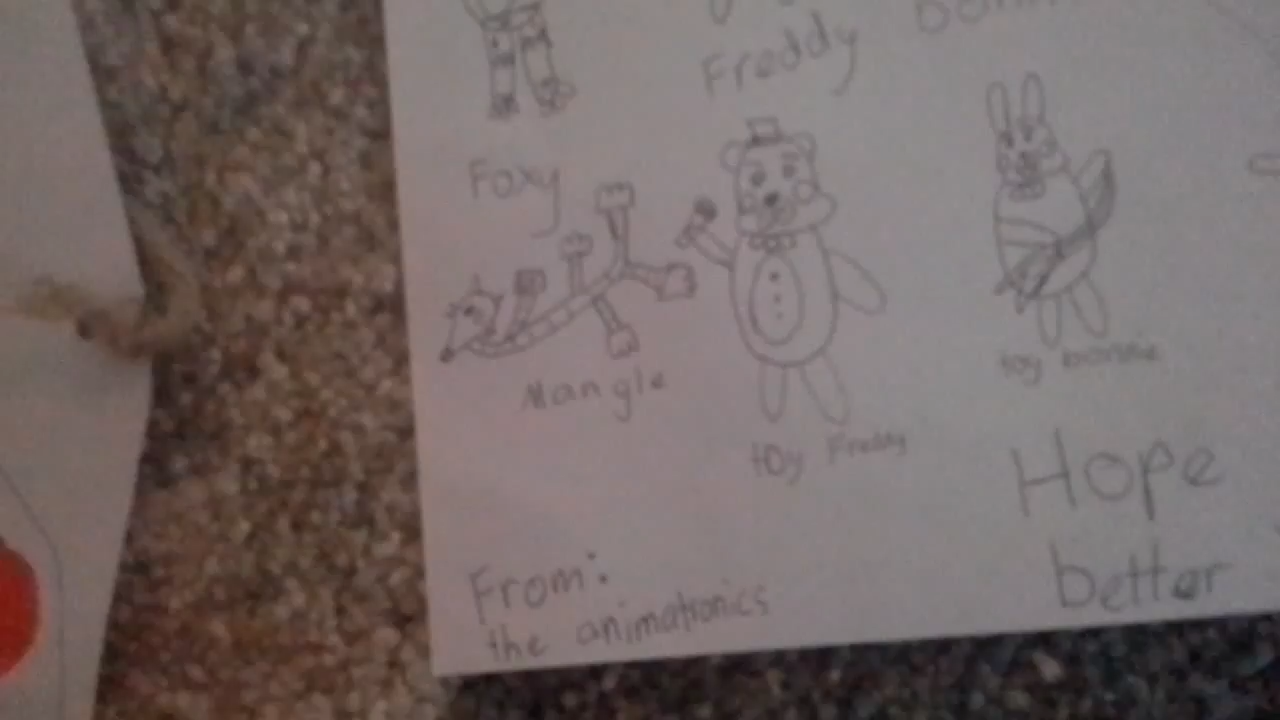 Freddy
Foxy
Mangle
toy Freddy
toy bonnie
Hope
better
From:
the animatronics